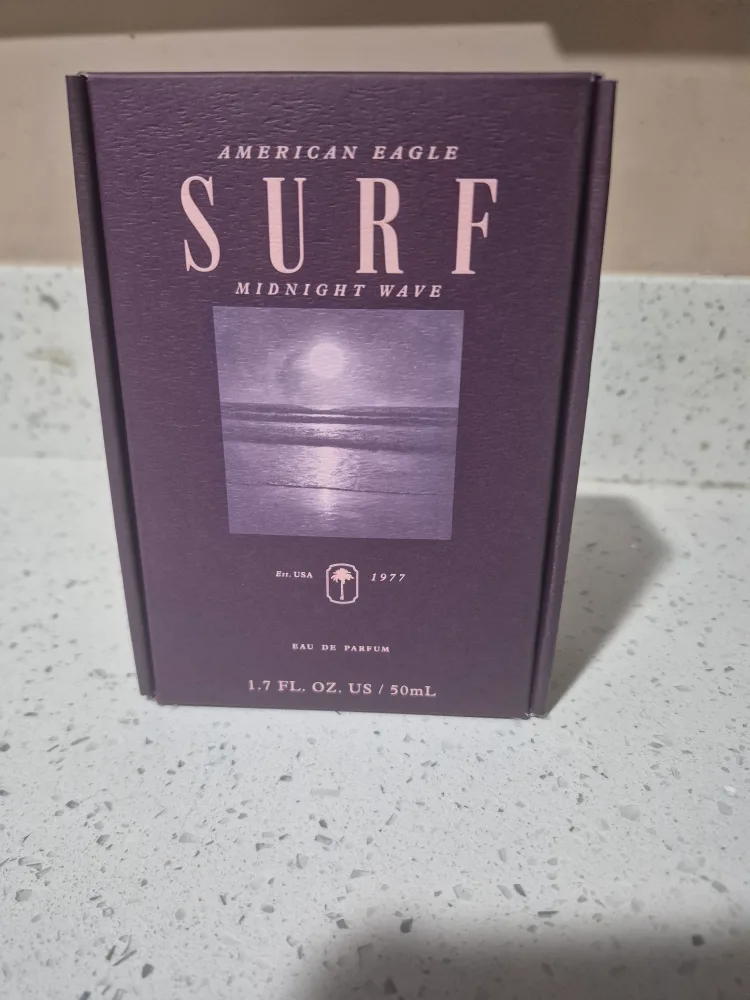 AMERICAN EAGLE
SURF
MIDNIGHT WAVE
Est. USA 1977
EAU DE PARFUM
1.7 FL. OZ. US / 50mL